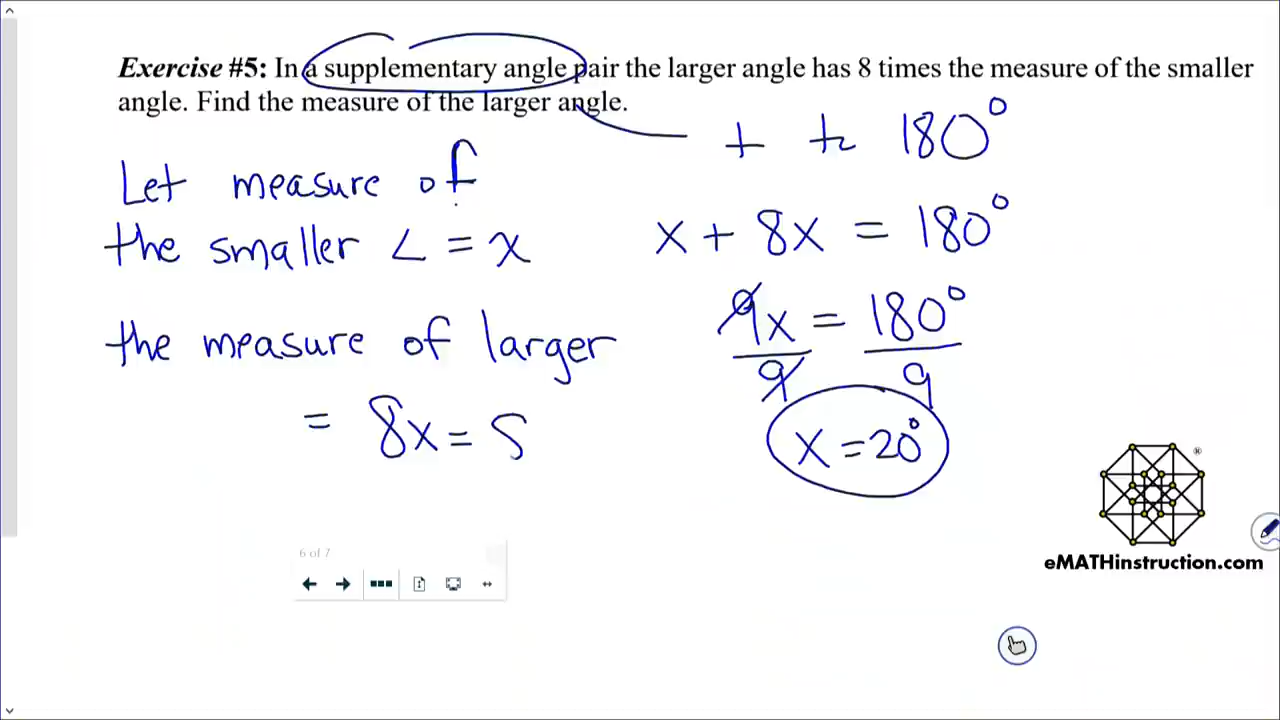 Exercise #5: In a supplementary angle pair the larger angle has 8 times the measure of the smaller
angle. Find the measure of the larger angle.
+ to 180°
Let measure of
the smaller ∠ = x
x + 8x = 180°
9x = 180°
9 9
the measure of larger
= 8x = 8
x = 20°
6 of 7
®
eMATHinstruction.com